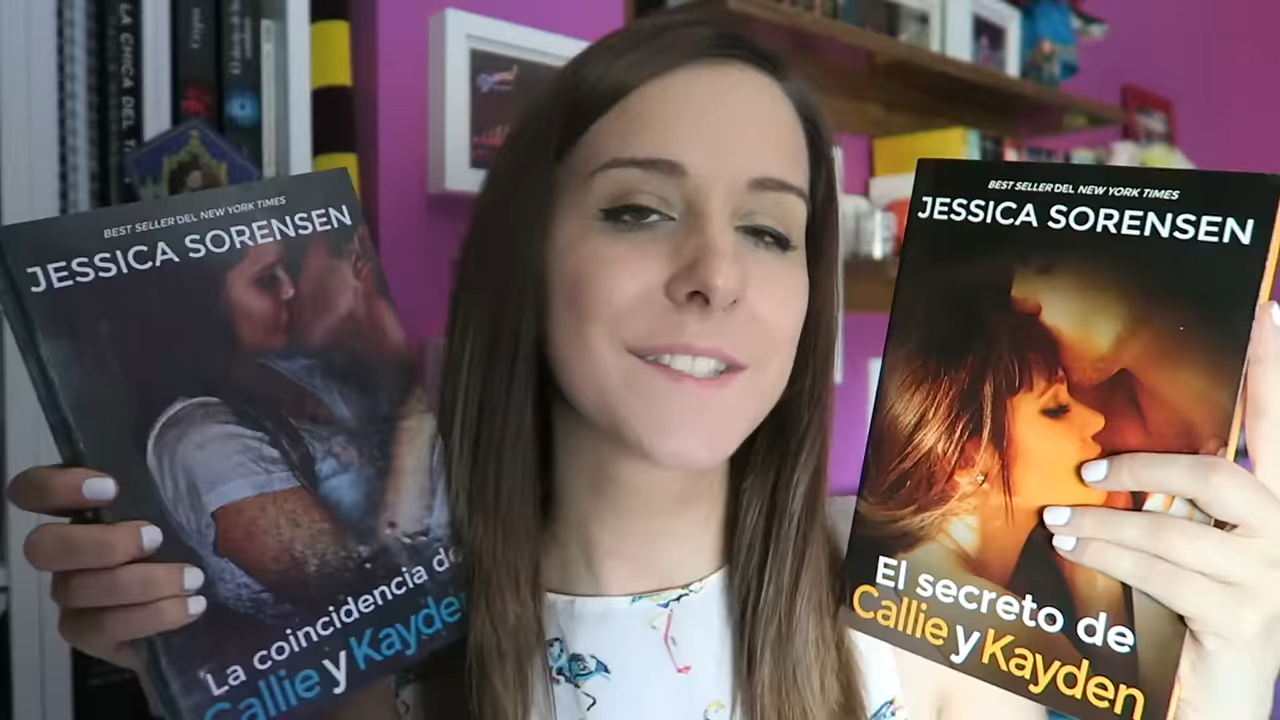 LA CHICA DEL T
BEST SELLER DEL NEW YORK TIMES
JESSICA SORENSEN
La coincidencia de
Callie y Kayde
BEST SELLER DEL NEW YORK TIMES
JESSICA SORENSEN
El secreto de
Callie y Kayden